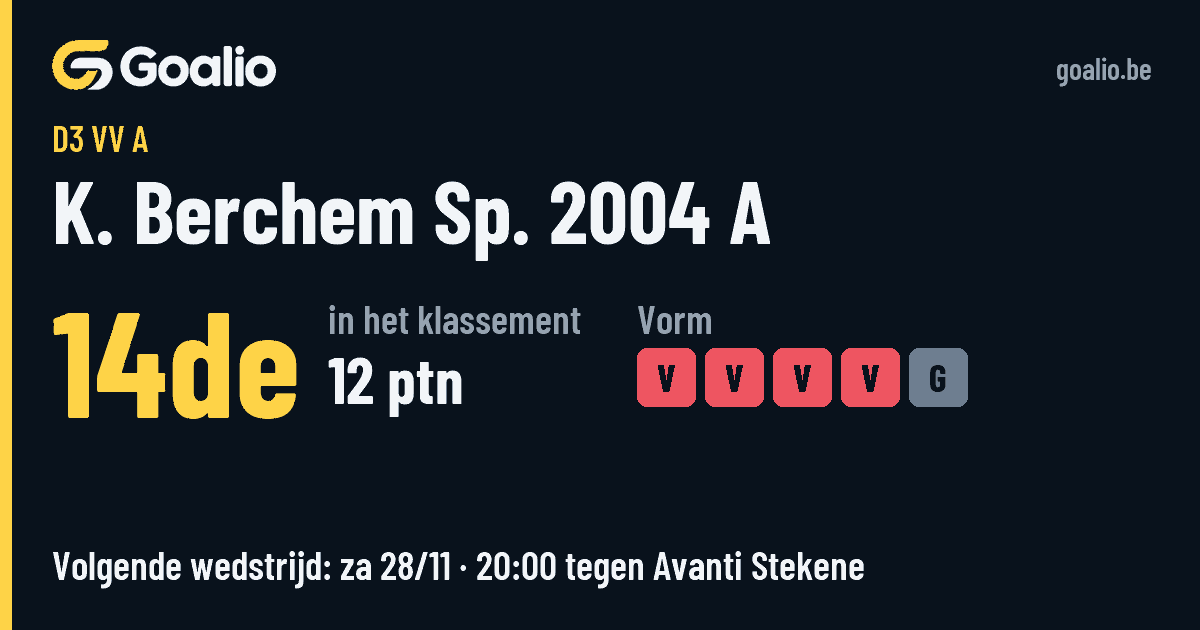 Goalio
goalio.be
D3 VV A
K. Berchem Sp. 2004 A
14de
in het klassement
12 ptn
Vorm
V V V V G
Volgende wedstrijd: za 28/11 · 20:00 tegen Avanti Stekene